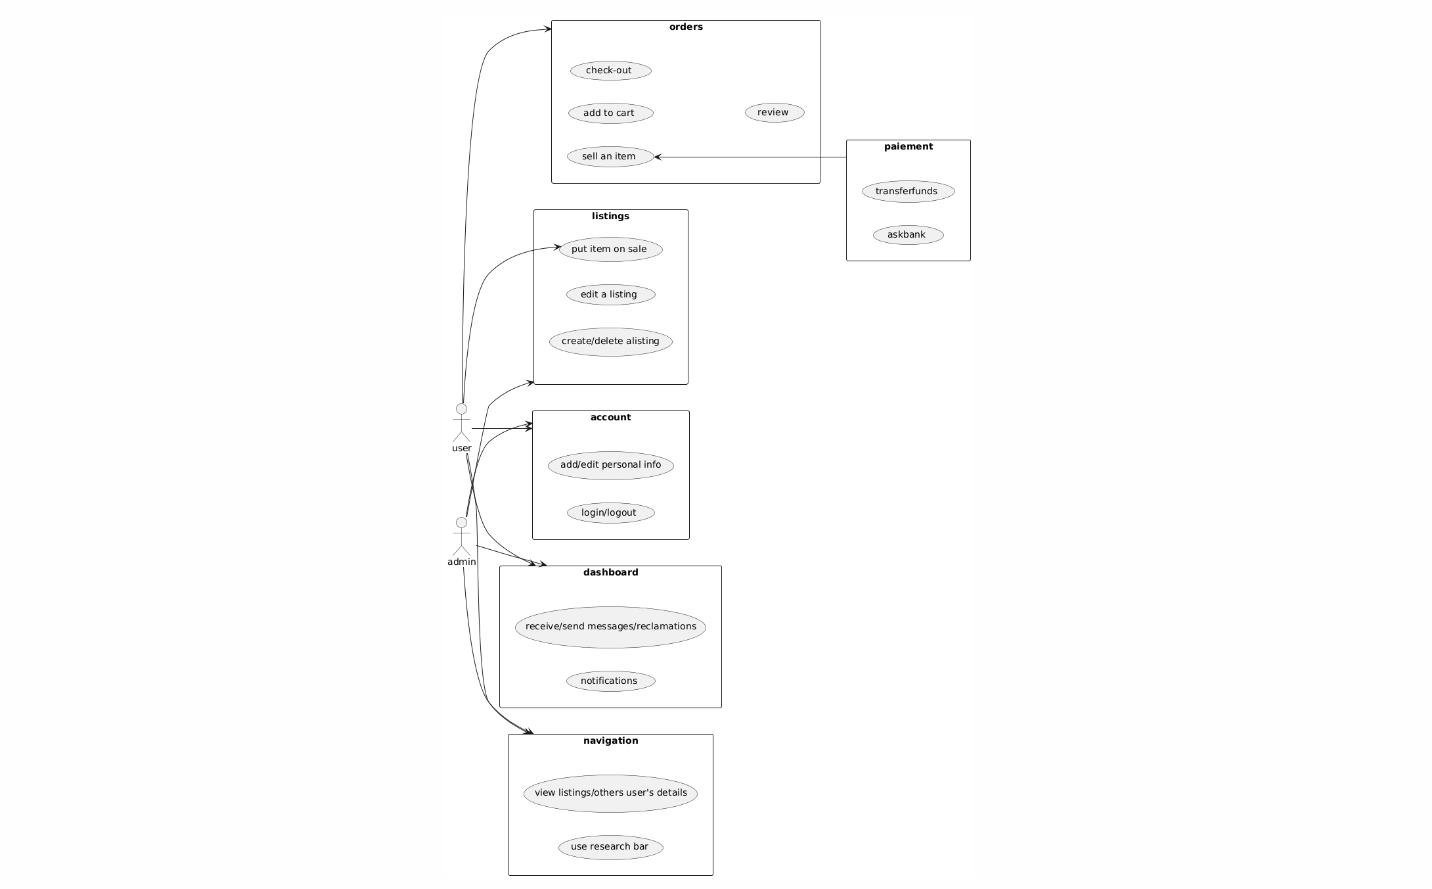 orders
check-out
add to cart
review
sell an item
paiement
transferfunds
askbank
listings
put item on sale
edit a listing
create/delete alisting
user
account
add/edit personal info
login/logout
admin
dashboard
receive/send messages/reclamations
notifications
navigation
view listings/others user's details
use research bar